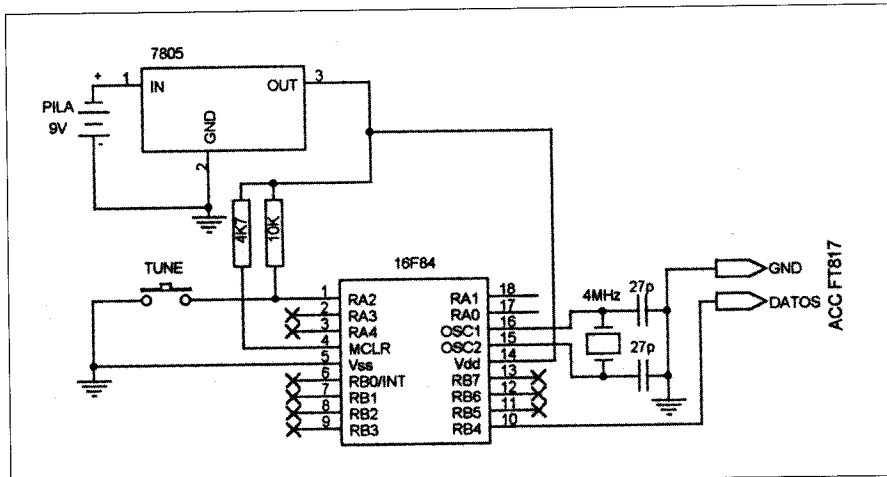 7805
1
IN
OUT
3
GND
2
+
PILA
9V
-
4K7
10K
TUNE
16F84
1
RA2
2
RA3
3
RA4
4
MCLR
5
Vss
6
RB0/INT
7
RB1
8
RB2
9
RB3
18
RA1
17
RA0
16
OSC1
15
OSC2
14
Vdd
13
RB7
12
RB6
11
RB5
10
RB4
4MHz
27p
27p
GND
DATOS
ACC FT817